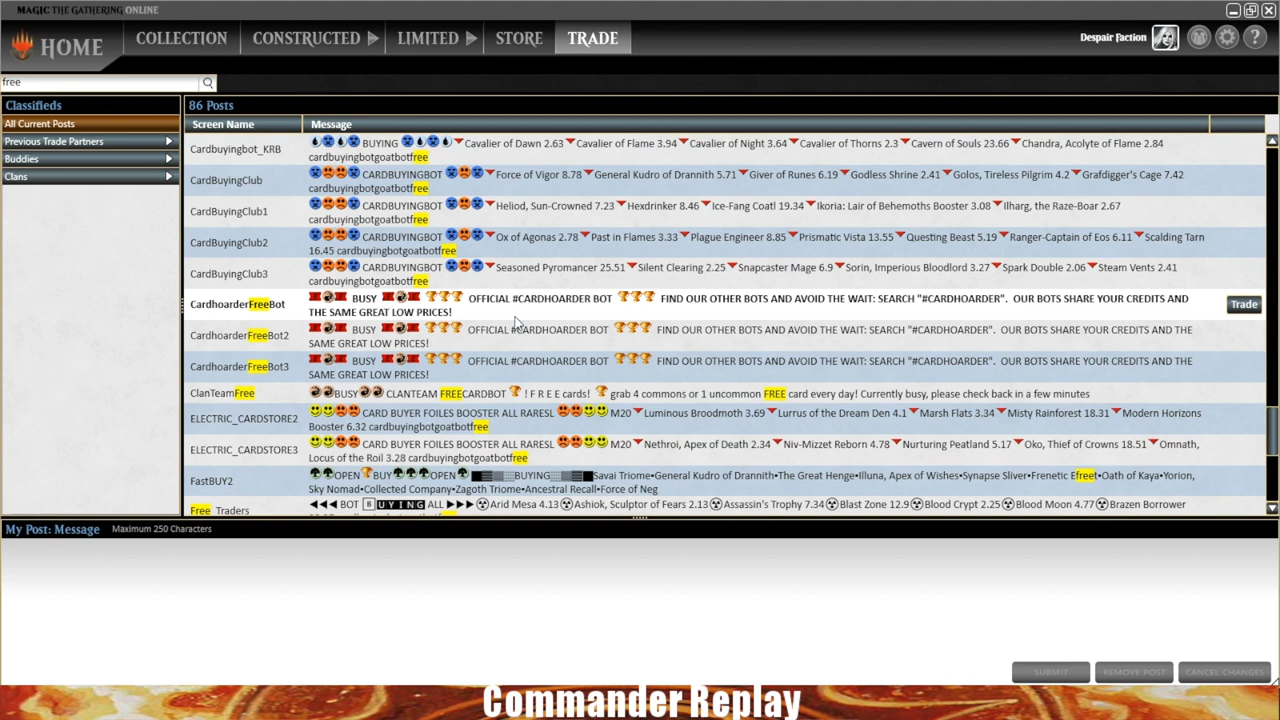 MAGIC THE GATHERING ONLINE
HOME
COLLECTION
CONSTRUCTED
LIMITED
STORE
TRADE
Despair Faction
free
Classifieds
All Current Posts
Previous Trade Partners
Buddies
Clans
86 Posts
Screen Name
Message
Cardbuyingbot_KRB
BUYING Cavalier of Dawn 2.63 Cavalier of Flame 3.94 Cavalier of Night 3.64 Cavalier of Thorns 2.3 Cavern of Souls 23.66 Chandra, Acolyte of Flame 2.84
cardbuyingbotgoatbotfree
CardBuyingClub
CARDBUYINGBOT Force of Vigor 8.78 General Kudro of Drannith 5.71 Giver of Runes 6.19 Godless Shrine 2.41 Golos, Tireless Pilgrim 4.2 Grafdigger's Cage 7.42
cardbuyingbotgoatbotfree
CardBuyingClub1
CARDBUYINGBOT Heliod, Sun-Crowned 7.23 Hexdrinker 8.46 Ice-Fang Coatl 19.34 Ikoria: Lair of Behemoths Booster 3.08 Ilharg, the Raze-Boar 2.67
cardbuyingbotgoatbotfree
CardBuyingClub2
CARDBUYINGBOT Ox of Agonas 2.78 Past in Flames 3.33 Plague Engineer 8.85 Prismatic Vista 13.55 Questing Beast 5.19 Ranger-Captain of Eos 6.11 Scalding Tarn
16.45 cardbuyingbotgoatbotfree
CardBuyingClub3
CARDBUYINGBOT Seasoned Pyromancer 25.51 Silent Clearing 2.25 Snapcaster Mage 6.9 Sorin, Imperious Bloodlord 3.27 Spark Double 2.06 Steam Vents 2.41
cardbuyingbotgoatbotfree
CardhoarderFreeBot
BUSY OFFICIAL #CARDHOARDER BOT FIND OUR OTHER BOTS AND AVOID THE WAIT: SEARCH "#CARDHOARDER". OUR BOTS SHARE YOUR CREDITS AND
THE SAME GREAT LOW PRICES!
Trade
CardhoarderFreeBot2
BUSY OFFICIAL #CARDHOARDER BOT FIND OUR OTHER BOTS AND AVOID THE WAIT: SEARCH "#CARDHOARDER". OUR BOTS SHARE YOUR CREDITS AND THE
SAME GREAT LOW PRICES!
CardhoarderFreeBot3
BUSY OFFICIAL #CARDHOARDER BOT FIND OUR OTHER BOTS AND AVOID THE WAIT: SEARCH "#CARDHOARDER". OUR BOTS SHARE YOUR CREDITS AND THE
SAME GREAT LOW PRICES!
ClanTeamFree
BUSY CLANTEAM FREECARDBOT ! F R E E cards! grab 4 commons or 1 uncommon FREE card every day! Currently busy, please check back in a few minutes
ELECTRIC_CARDSTORE2
CARD BUYER FOILES BOOSTER ALL RARESL M20 Luminous Broodmoth 3.69 Lurrus of the Dream Den 4.1 Marsh Flats 3.34 Misty Rainforest 18.31 Modern Horizons
Booster 6.32 cardbuyingbotgoatbotfree
ELECTRIC_CARDSTORE3
CARD BUYER FOILES BOOSTER ALL RARESL M20 Nethroi, Apex of Death 2.34 Niv-Mizzet Reborn 4.78 Nurturing Peatland 5.17 Oko, Thief of Crowns 18.51 Omnath,
Locus of the Roil 3.28 cardbuyingbotgoatbotfree
FastBUY2
OPEN BUY OPEN BUYING Savai Triome•General Kudro of Drannith•The Great Henge•Illuna, Apex of Wishes•Synapse Sliver•Frenetic Efreet•Oath of Kaya•Yorion,
Sky Nomad•Collected Company•Zagoth Triome•Ancestral Recall•Force of Neg
Free_Traders
BOT BUYING ALL Arid Mesa 4.13 Ashiok, Sculptor of Fears 2.13 Assassin's Trophy 7.34 Blast Zone 12.9 Blood Crypt 2.25 Blood Moon 4.77 Brazen Borrower
My Post: Message
Maximum 250 Characters
SUBMIT
REMOVE POST
CANCEL CHANGES
Commander Replay